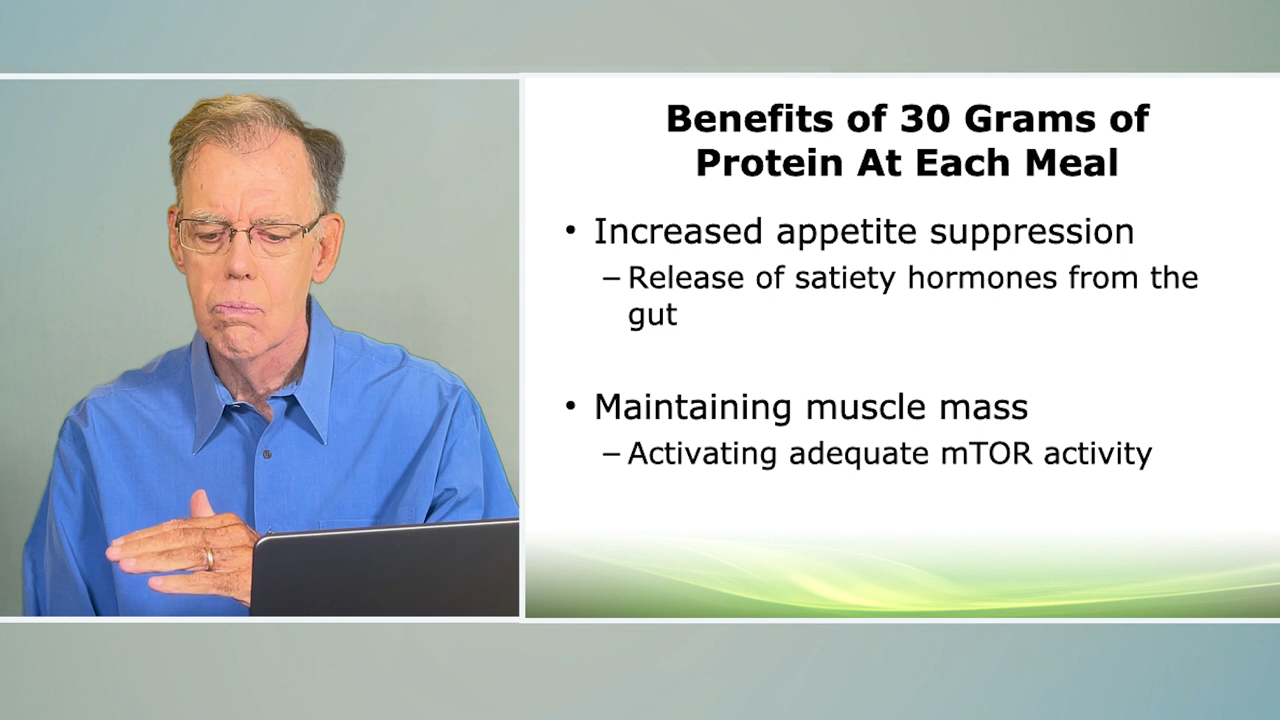 Benefits of 30 Grams of
Protein At Each Meal
• Increased appetite suppression
– Release of satiety hormones from the
gut
• Maintaining muscle mass
– Activating adequate mTOR activity